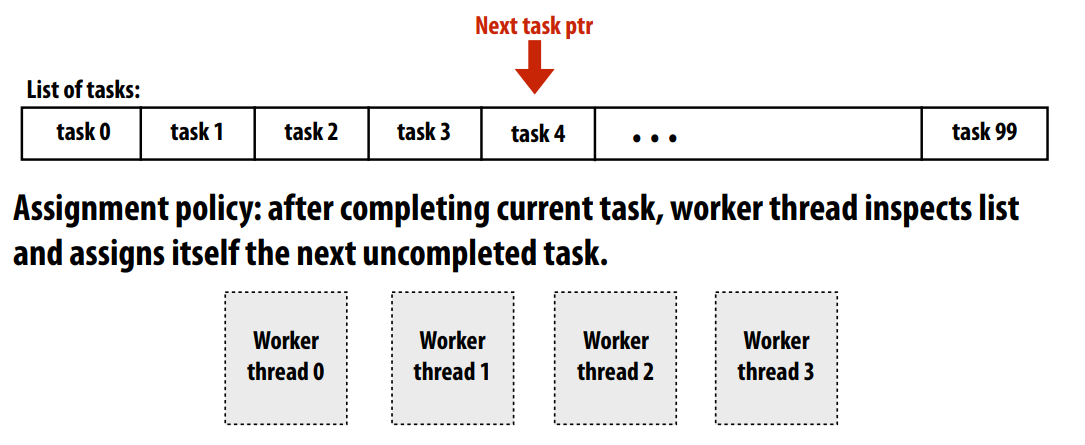 Next task ptr
List of tasks:
task 0 task 1 task 2 task 3 task 4 • • • task 99
Assignment policy: after completing current task, worker thread inspects list
and assigns itself the next uncompleted task.
Worker Worker Worker Worker
thread 0 thread 1 thread 2 thread 3